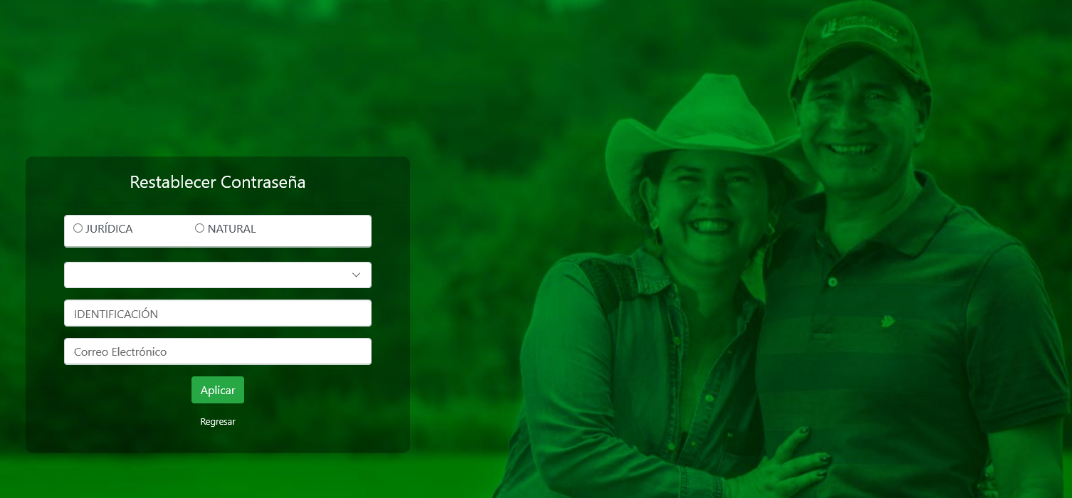 Restablecer Contraseña
JURÍDICA NATURAL
IDENTIFICACIÓN
Correo Electrónico
Aplicar
Regresar